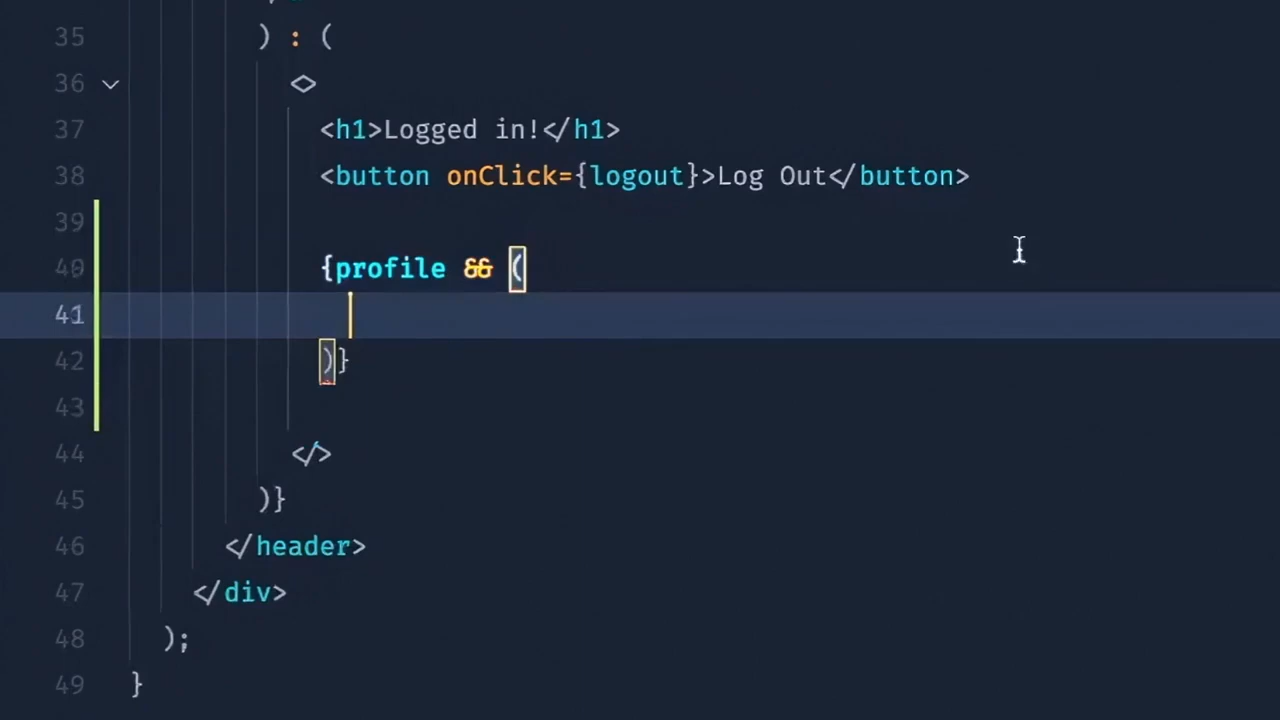 35 ) : (
36 <>
37 <h1>Logged in!</h1>
38 <button onClick={logout}>Log Out</button>
39
40 {profile && (
41
42 )}
43
44 </>
45 )}
46 </header>
47 </div>
48 );
49 }